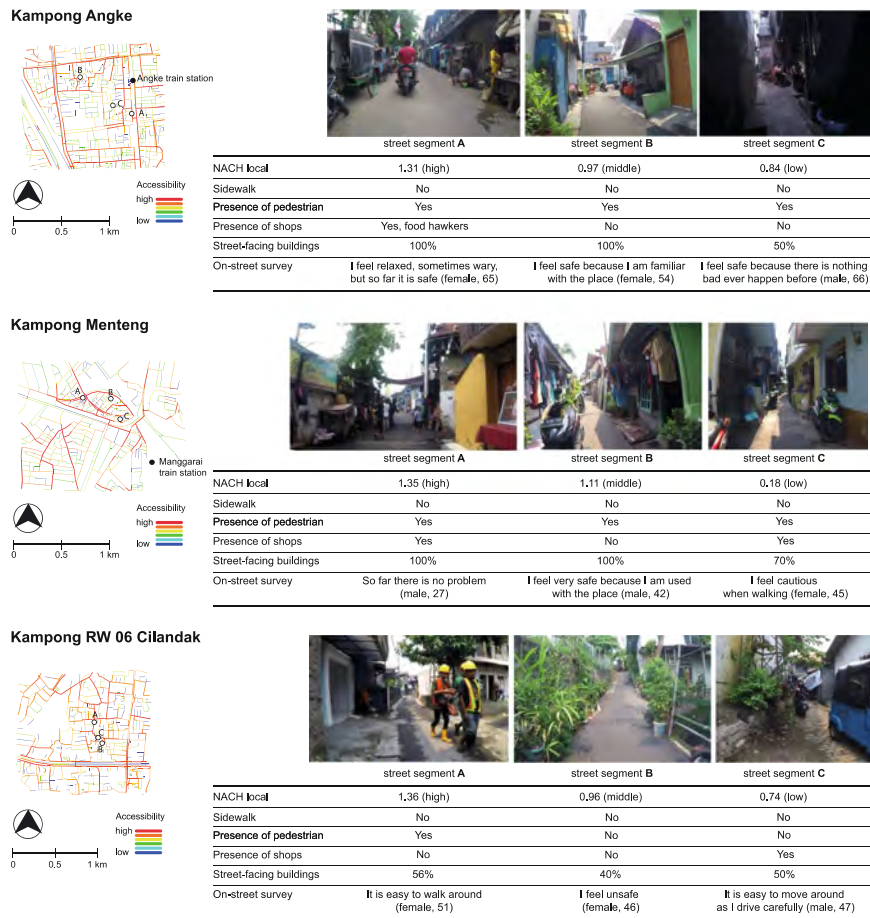 Kampong Angke
B
Angke train station
C
A
Accessibility
high
low
0 0.5 1 km
street segment A street segment B street segment C
NACH local 1.31 (high) 0.97 (middle) 0.84 (low)
Sidewalk No No No
Presence of pedestrian Yes Yes Yes
Presence of shops Yes, food hawkers No No
Street-facing buildings 100% 100% 50%
On-street survey I feel relaxed, sometimes wary, I feel safe because I am familiar I feel safe because there is nothing
but so far it is safe (female, 65) with the place (female, 54) bad ever happen before (male, 66)
Kampong Menteng
A B
C
Manggarai
train station
Accessibility
high
low
0 0.5 1 km
street segment A street segment B street segment C
NACH local 1.35 (high) 1.11 (middle) 0.18 (low)
Sidewalk No No No
Presence of pedestrian Yes Yes Yes
Presence of shops Yes No Yes
Street-facing buildings 100% 100% 70%
On-street survey So far there is no problem I feel very safe because I am used I feel cautious
(male, 27) with the place (male, 42) when walking (female, 45)
Kampong RW 06 Cilandak
A
C
B
Accessibility
high
low
0 0.5 1 km
street segment A street segment B street segment C
NACH local 1.36 (high) 0.96 (middle) 0.74 (low)
Sidewalk No No No
Presence of pedestrian Yes No No
Presence of shops No No Yes
Street-facing buildings 56% 40% 50%
On-street survey It is easy to walk around I feel unsafe It is easy to move around
(female, 51) (female, 46) as I drive carefully (male, 47)